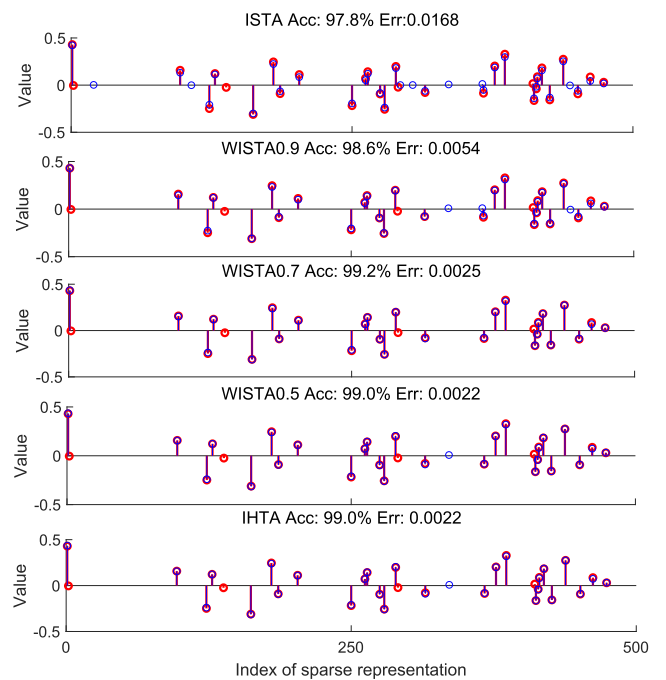 ISTA Acc: 97.8% Err:0.0168
0.5
0
-0.5
Value
WISTA0.9 Acc: 98.6% Err: 0.0054
0.5
0
-0.5
Value
WISTA0.7 Acc: 99.2% Err: 0.0025
0.5
0
-0.5
Value
WISTA0.5 Acc: 99.0% Err: 0.0022
0.5
0
-0.5
Value
IHTA Acc: 99.0% Err: 0.0022
0.5
0
-0.5
Value
0 250 500
Index of sparse representation